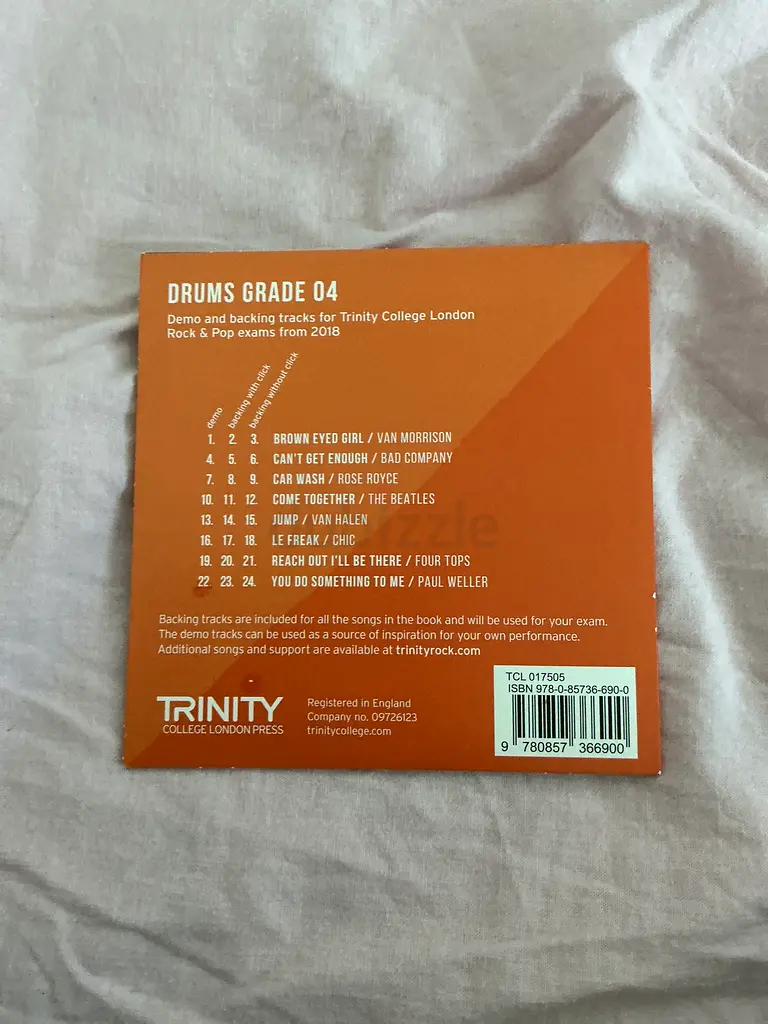 DRUMS GRADE 04
Demo and backing tracks for Trinity College London
Rock & Pop exams from 2018
demo
backing with click
backing without click
1. 2. 3. BROWN EYED GIRL / VAN MORRISON
4. 5. 6. CAN'T GET ENOUGH / BAD COMPANY
7. 8. 9. CAR WASH / ROSE ROYCE
10. 11. 12. COME TOGETHER / THE BEATLES
13. 14. 15. JUMP / VAN HALEN
16. 17. 18. LE FREAK / CHIC
19. 20. 21. REACH OUT I'LL BE THERE / FOUR TOPS
22. 23. 24. YOU DO SOMETHING TO ME / PAUL WELLER
Backing tracks are included for all the songs in the book and will be used for your exam.
The demo tracks can be used as a source of inspiration for your own performance.
Additional songs and support are available at trinityrock.com
TRINITY
COLLEGE LONDON PRESS
Registered in England
Company no. 09726123
trinitycollege.com
TCL 017505
ISBN 978-0-85736-690-0
9 780857 366900